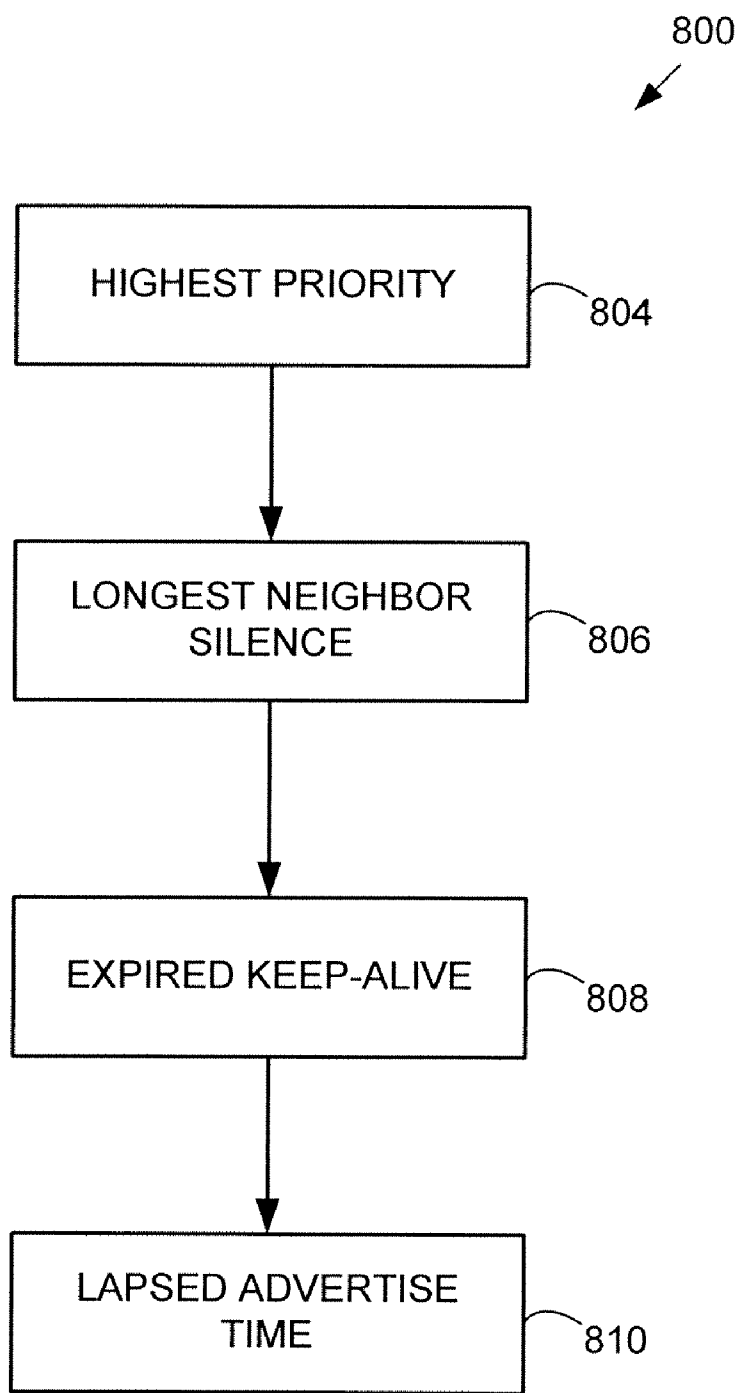 800
HIGHEST PRIORITY
804
LONGEST NEIGHBOR
SILENCE
806
EXPIRED KEEP-ALIVE
808
LAPSED ADVERTISE
TIME
810